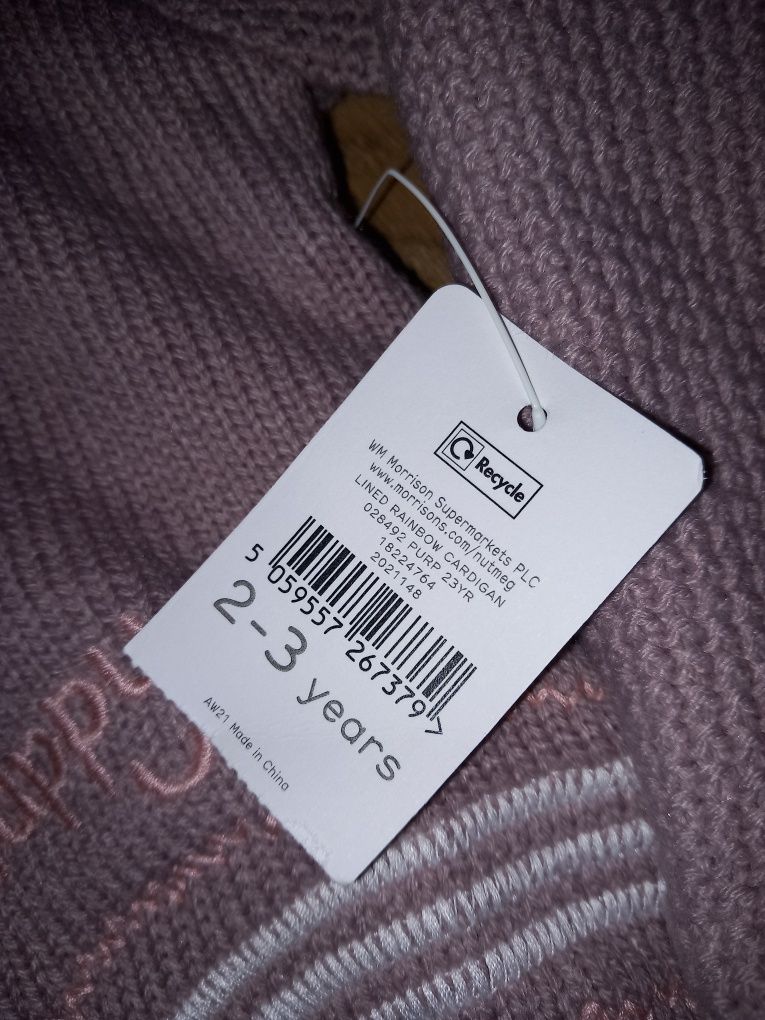 Recycle
WM Morrison Supermarkets PLC
www.morrisons.com/nutmeg
LINED RAINBOW CARDIGAN
028492 PURP 23YR
18224764
2021148
5 059557 267379 >
2-3 years
AW21 Made in China